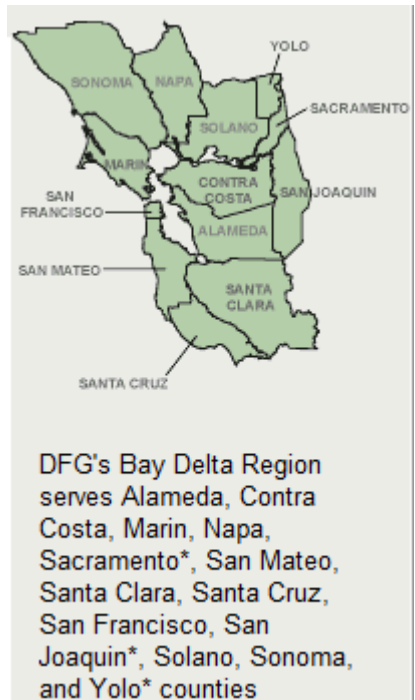 YOLO
SONOMA
NAPA
SACRAMENTO
SOLANO
MARIN
CONTRA
COSTA
SAN JOAQUIN
SAN
FRANCISCO
ALAMEDA
SAN MATEO
SANTA
CLARA
SANTA CRUZ
DFG's Bay Delta Region
serves Alameda, Contra
Costa, Marin, Napa,
Sacramento*, San Mateo,
Santa Clara, Santa Cruz,
San Francisco, San
Joaquin*, Solano, Sonoma,
and Yolo* counties